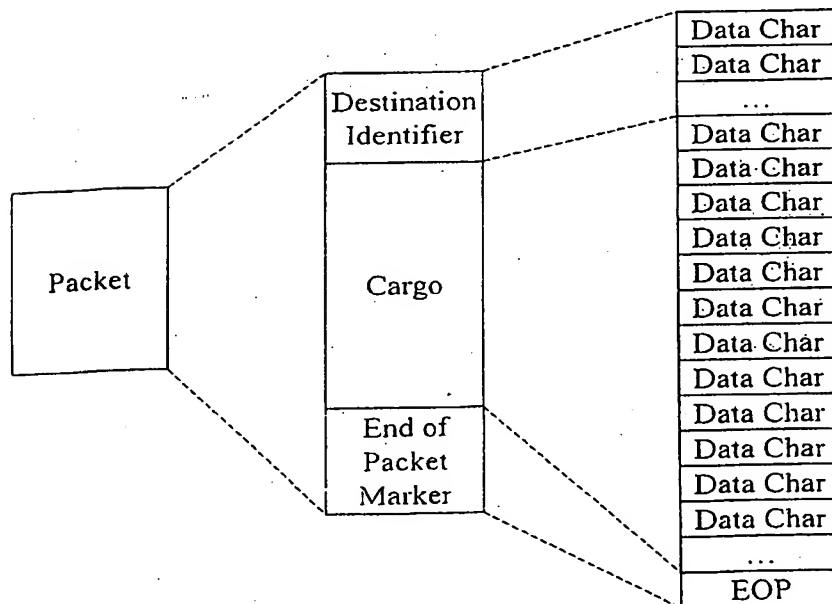 Packet
Destination
Identifier
Cargo
End of
Packet
Marker
Data Char
Data Char
...
Data Char
Data Char
Data Char
Data Char
Data Char
Data Char
Data Char
Data Char
Data Char
Data Char
Data Char
Data Char
...
EOP